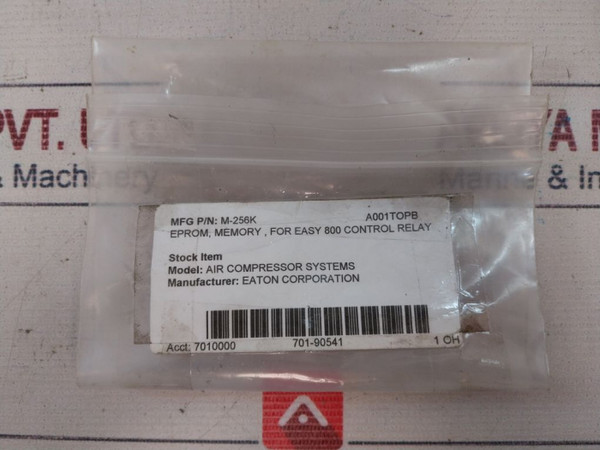 PVT.
& Machinery
YA M
Marine & In
MFG P/N: M-256K A001TOPB
EPROM, MEMORY , FOR EASY 800 CONTROL RELAY
Stock Item
Model: AIR COMPRESSOR SYSTEMS
Manufacturer: EATON CORPORATION
Acct: 7010000 701-90541 1 OH